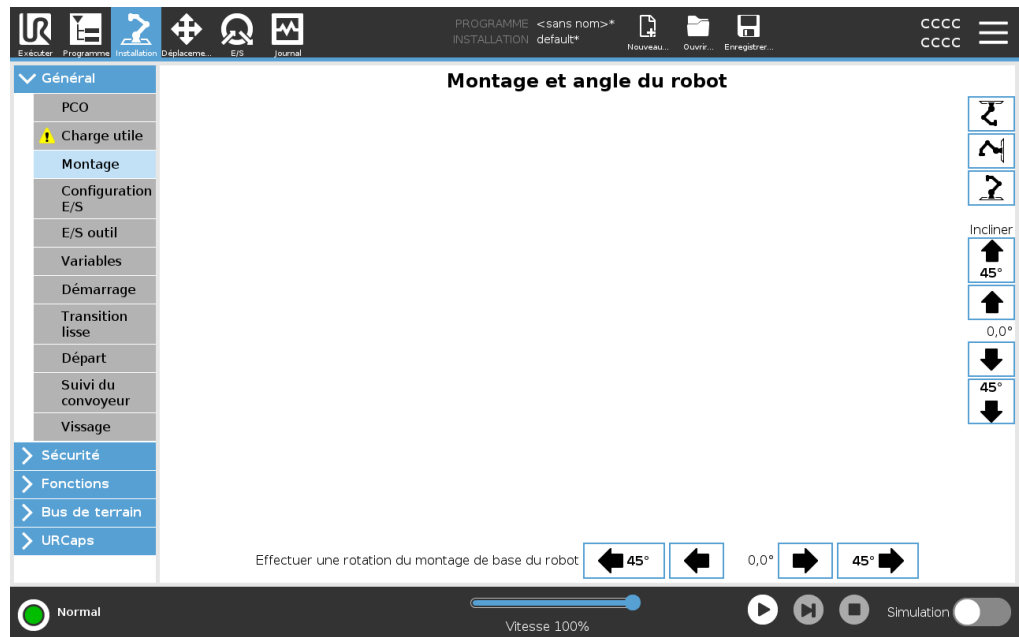 PROGRAMME <sans nom>*
INSTALLATION default*
Exécuter
Programme
Installation
Déplaceme...
E/S
Journal
Nouveau...
Ouvrir...
Enregistrer...
cccc
cccc
Général
PCO
Charge utile
Montage
Configuration
E/S
E/S outil
Variables
Démarrage
Transition
lisse
Départ
Suivi du
convoyeur
Vissage
Sécurité
Fonctions
Bus de terrain
URCaps
Montage et angle du robot
Incliner
45°
0,0°
45°
Effectuer une rotation du montage de base du robot 45° 0,0° 45°
Normal
Vitesse 100%
Simulation